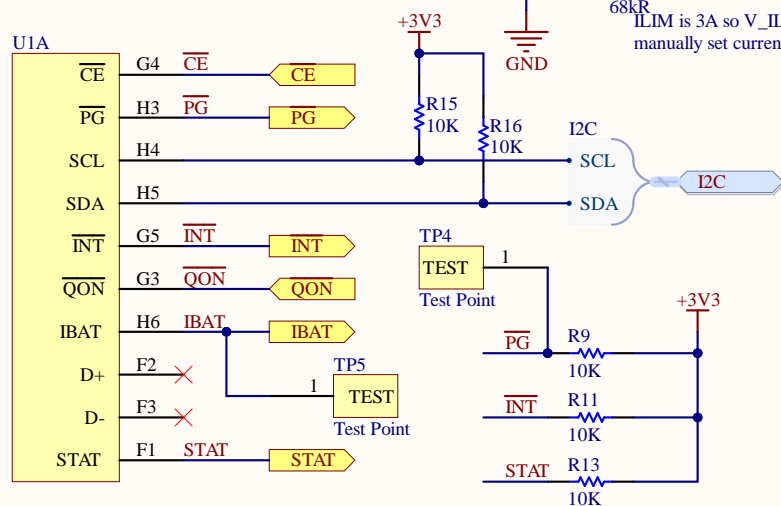 68kR
ILIM is 3A so V_IL
manually set curren
+3V3
GND
U1A
CE G4 CE CE
R15
10K
PG H3 PG PG
R16
10K
I2C
SCL H4 SCL
I2C
SDA H5 SDA
INT G5 INT INT
TP4
TEST 1
Test Point
QON G3 QON QON
+3V3
IBAT H6 IBAT IBAT
PG R9
10K
D+ F2
TP5
1 TEST
Test Point
D- F3
INT R11
10K
STAT F1 STAT STAT
STAT R13
10K